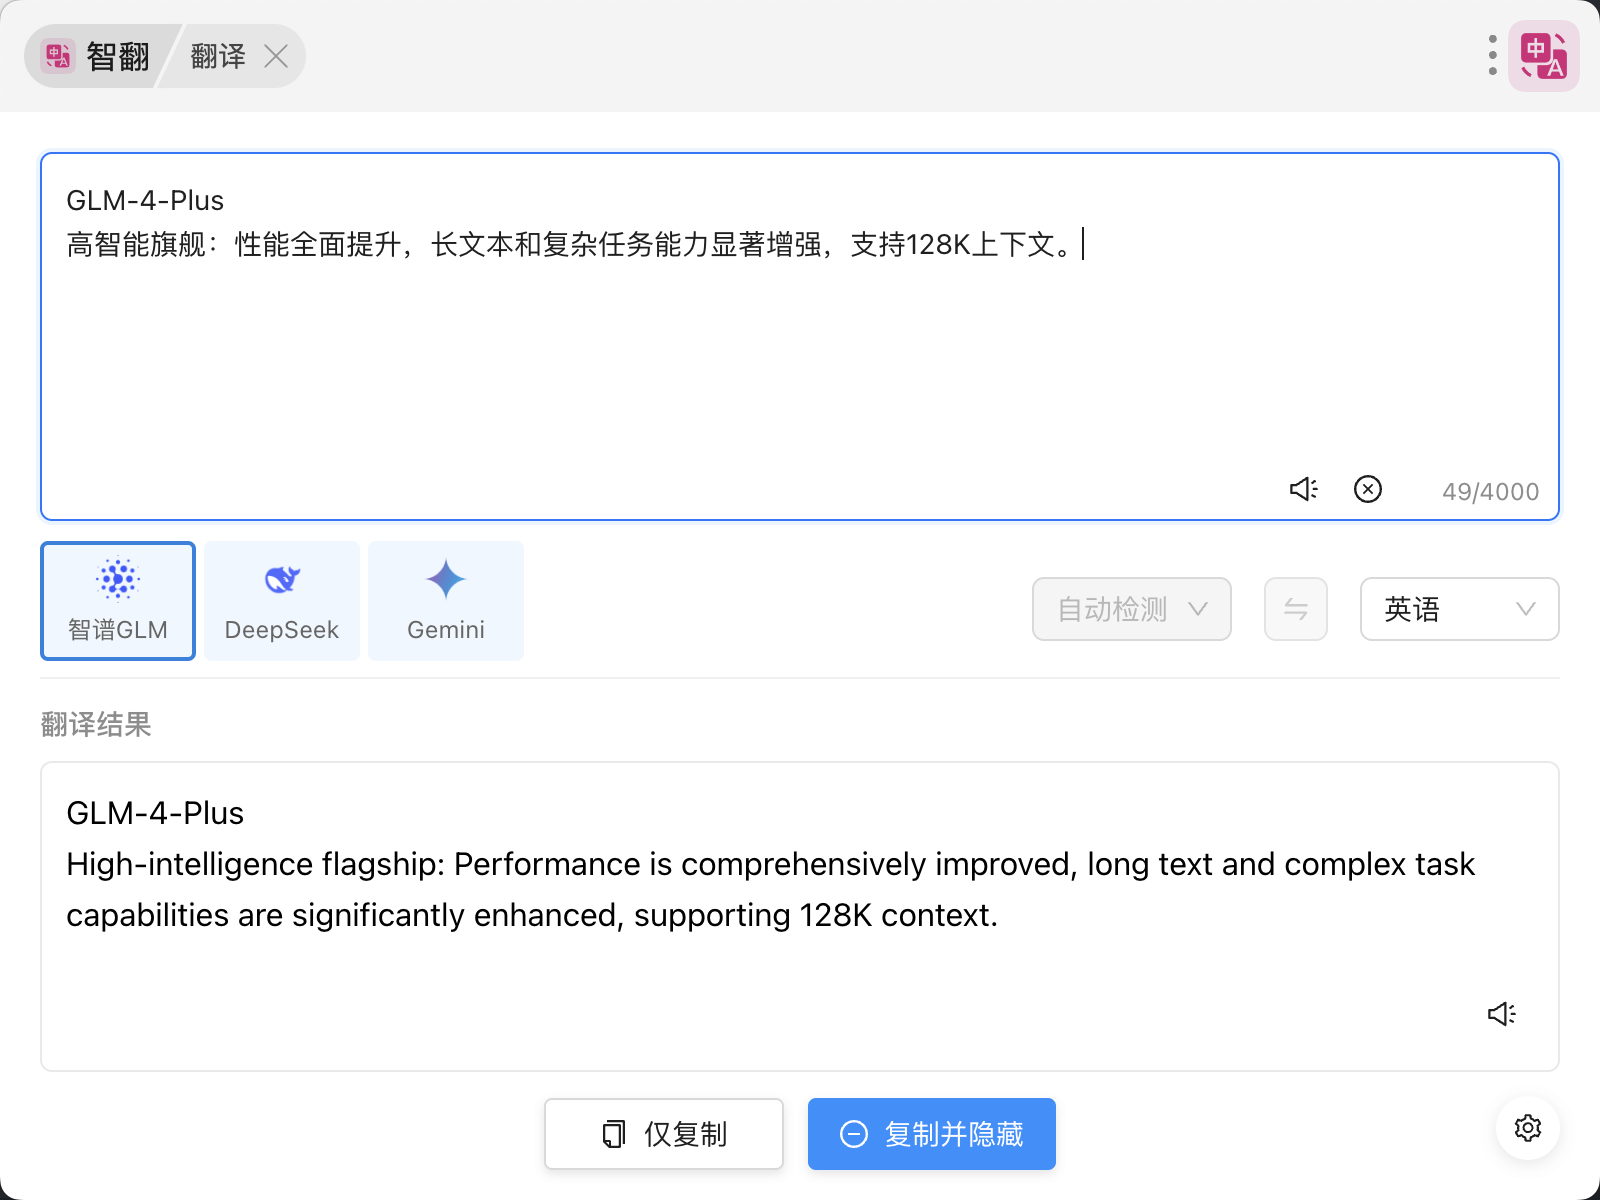 智翻
翻译
GLM-4-Plus
高智能旗舰：性能全面提升，长文本和复杂任务能力显著增强，支持128K上下文。
49/4000
智谱GLM
DeepSeek
Gemini
自动检测
英语
翻译结果
GLM-4-Plus
High-intelligence flagship: Performance is comprehensively improved, long text and complex task
capabilities are significantly enhanced, supporting 128K context.
仅复制
复制并隐藏